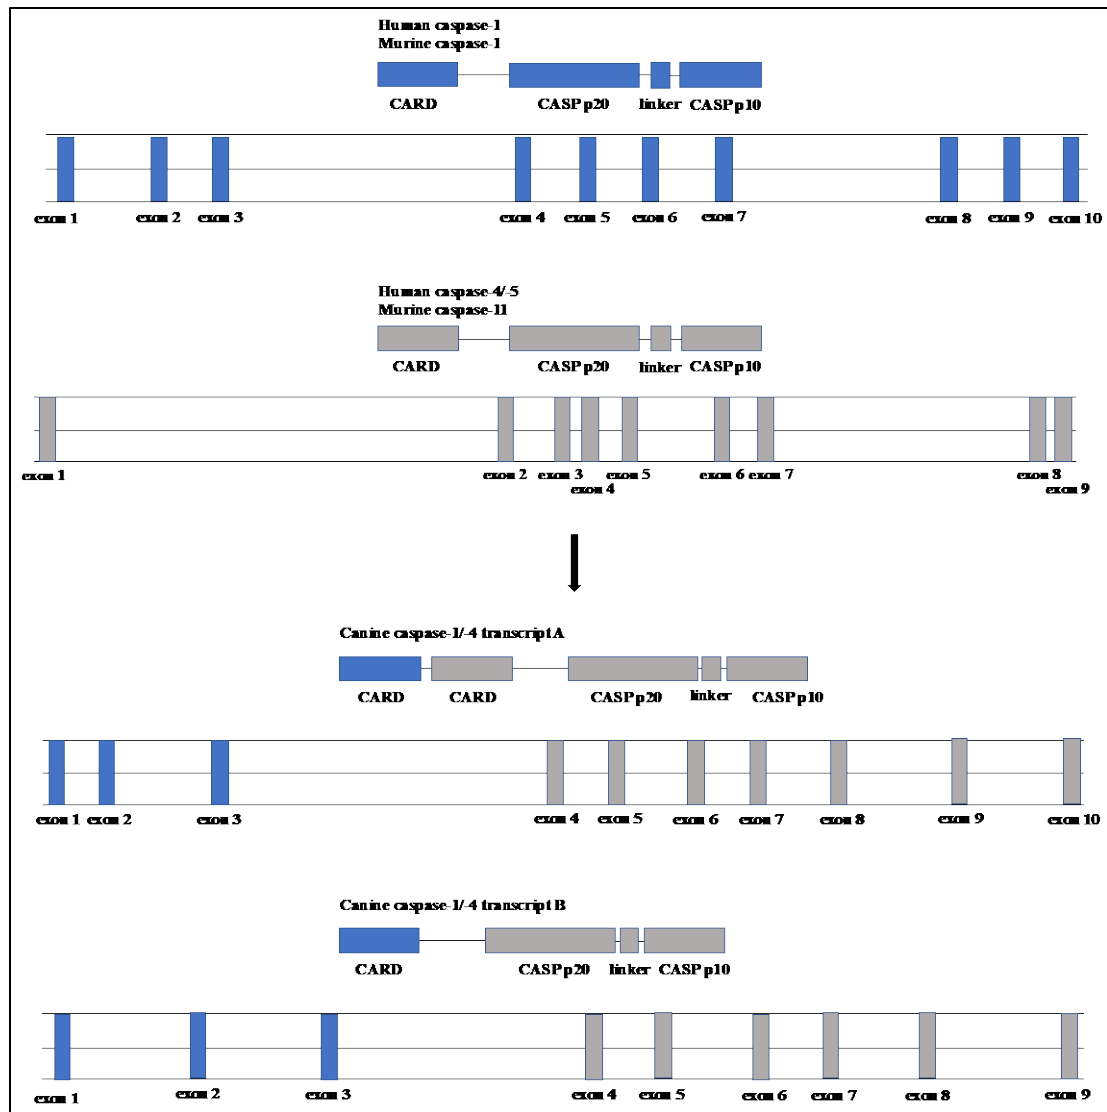 Human caspase-1
Murine caspase-1
CARD CASP p20 linker CASP p10
exon 1 exon 2 exon 3 exon 4 exon 5 exon 6 exon 7 exon 8 exon 9 exon 10
Human caspase-4/-5
Murine caspase-11
CARD CASP p20 linker CASP p10
exon 1 exon 2 exon 3 exon 4 exon 5 exon 6 exon 7 exon 8 exon 9
Canine caspase-1/-4 transcript A
CARD CARD CASP p20 linker CASP p10
exon 1 exon 2 exon 3 exon 4 exon 5 exon 6 exon 7 exon 8 exon 9 exon 10
Canine caspase-1/-4 transcript B
CARD CASP p20 linker CASP p10
exon 1 exon 2 exon 3 exon 4 exon 5 exon 6 exon 7 exon 8 exon 9